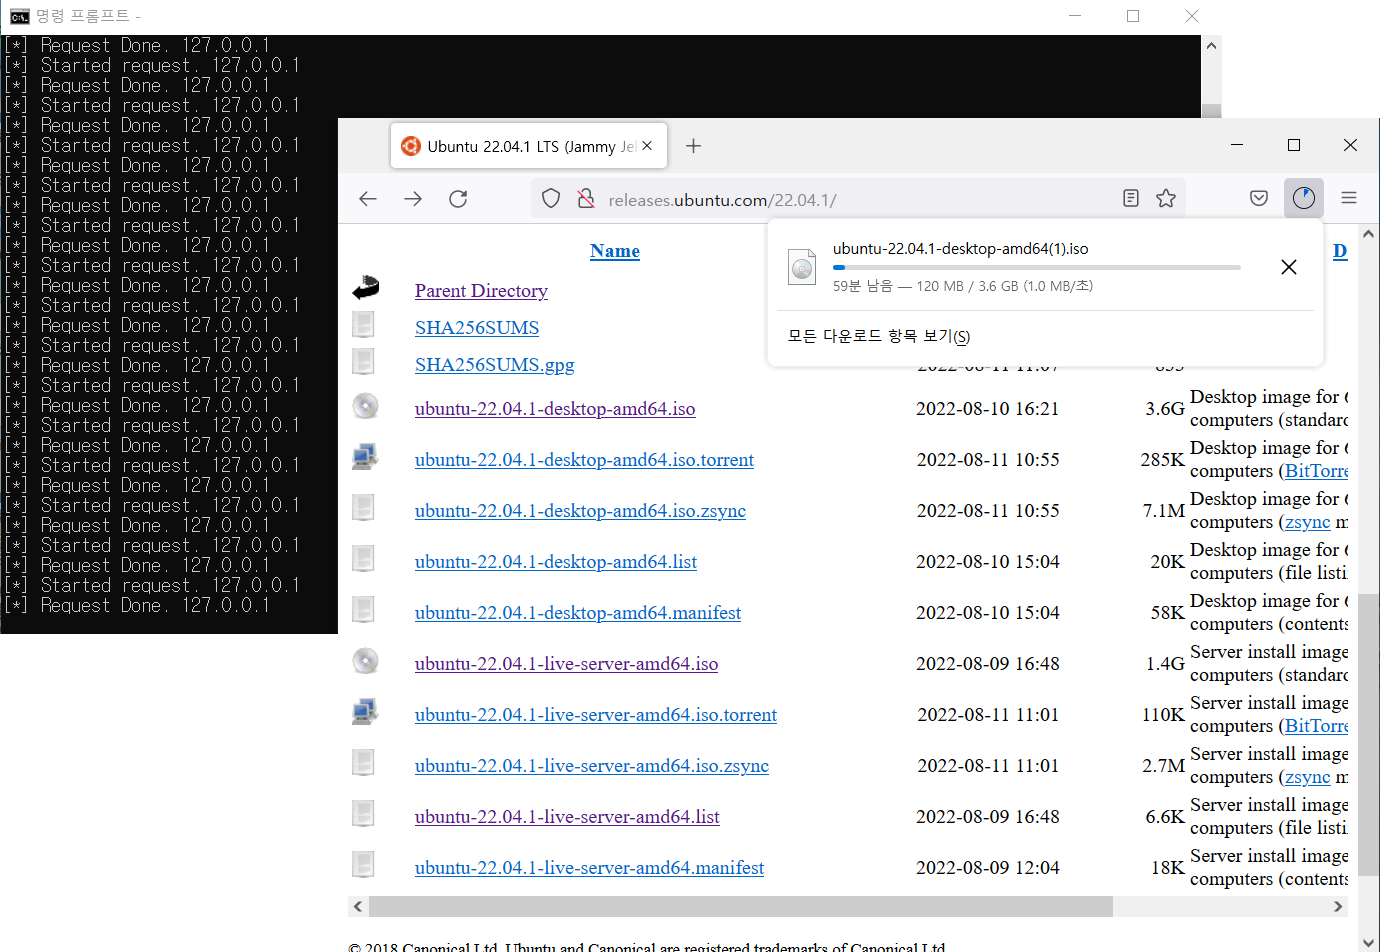 명령 프롬프트 -
[*] Request Done. 127.0.0.1
[*] Started request. 127.0.0.1
[*] Request Done. 127.0.0.1
[*] Started request. 127.0.0.1
[*] Request Done. 127.0.0.1
[*] Started request. 127.0.0.1
[*] Request Done. 127.0.0.1
[*] Started request. 127.0.0.1
[*] Request Done. 127.0.0.1
[*] Started request. 127.0.0.1
[*] Request Done. 127.0.0.1
[*] Started request. 127.0.0.1
[*] Request Done. 127.0.0.1
[*] Started request. 127.0.0.1
[*] Request Done. 127.0.0.1
[*] Started request. 127.0.0.1
[*] Request Done. 127.0.0.1
[*] Started request. 127.0.0.1
[*] Request Done. 127.0.0.1
[*] Started request. 127.0.0.1
[*] Request Done. 127.0.0.1
[*] Started request. 127.0.0.1
[*] Request Done. 127.0.0.1
[*] Started request. 127.0.0.1
[*] Request Done. 127.0.0.1
[*] Started request. 127.0.0.1
[*] Request Done. 127.0.0.1
[*] Started request. 127.0.0.1
[*] Request Done. 127.0.0.1
Ubuntu 22.04.1 LTS (Jammy Jel
releases.ubuntu.com/22.04.1/
ubuntu-22.04.1-desktop-amd64(1).iso
59분 남음 — 120 MB / 3.6 GB (1.0 MB/초)
모든 다운로드 항목 보기(S)
Name D
Parent Directory
SHA256SUMS
SHA256SUMS.gpg
ubuntu-22.04.1-desktop-amd64.iso 2022-08-10 16:21 3.6G Desktop image for 6
computers (standard
ubuntu-22.04.1-desktop-amd64.iso.torrent 2022-08-11 10:55 285K Desktop image for 6
computers (BitTorre
ubuntu-22.04.1-desktop-amd64.iso.zsync 2022-08-11 10:55 7.1M Desktop image for 6
computers (zsync m
ubuntu-22.04.1-desktop-amd64.list 2022-08-10 15:04 20K Desktop image for 6
computers (file listi
ubuntu-22.04.1-desktop-amd64.manifest 2022-08-10 15:04 58K Desktop image for 6
computers (contents
ubuntu-22.04.1-live-server-amd64.iso 2022-08-09 16:48 1.4G Server install image
computers (standard
ubuntu-22.04.1-live-server-amd64.iso.torrent 2022-08-11 11:01 110K Server install image
computers (BitTorre
ubuntu-22.04.1-live-server-amd64.iso.zsync 2022-08-11 11:01 2.7M Server install image
computers (zsync m
ubuntu-22.04.1-live-server-amd64.list 2022-08-09 16:48 6.6K Server install image
computers (file listi
ubuntu-22.04.1-live-server-amd64.manifest 2022-08-09 12:04 18K Server install image
computers (contents
© 2018 Canonical Ltd. Ubuntu and Canonical are registered trademarks of Canonical Ltd.